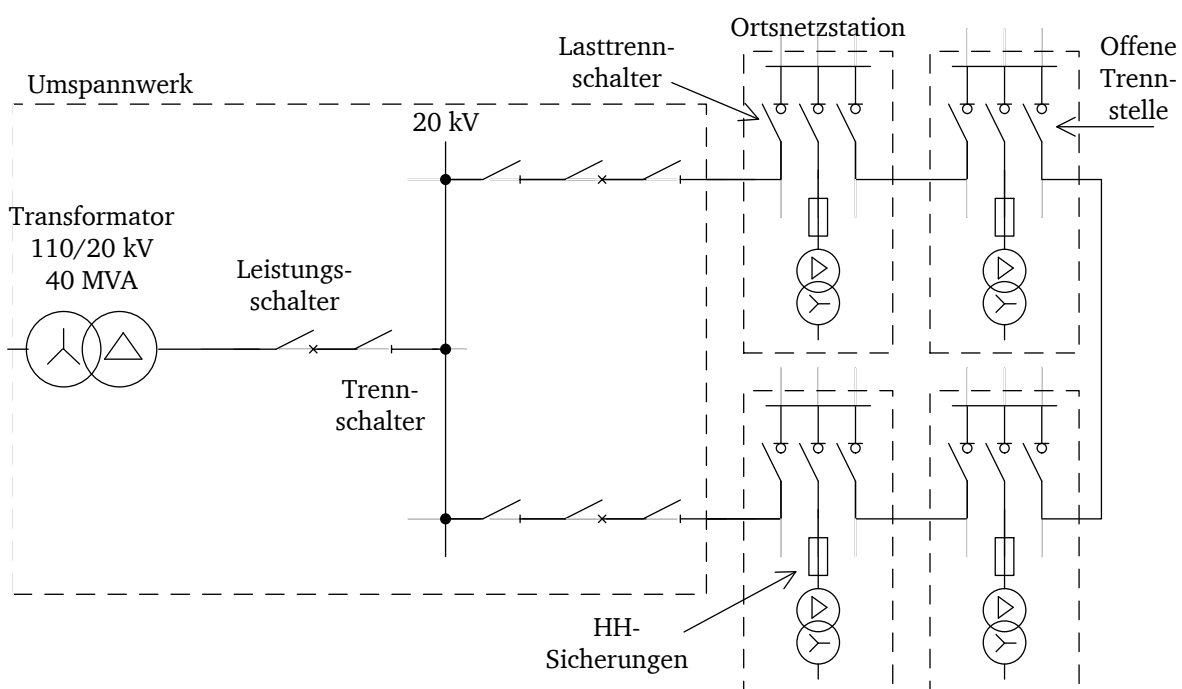 Ortsnetzstation
Lasttrenn-
schalter
Offene
Trenn-
stelle
Umspannwerk
20 kV
Transformator
110/20 kV
40 MVA
Leistungs-
schalter
Trenn-
schalter
HH-
Sicherungen